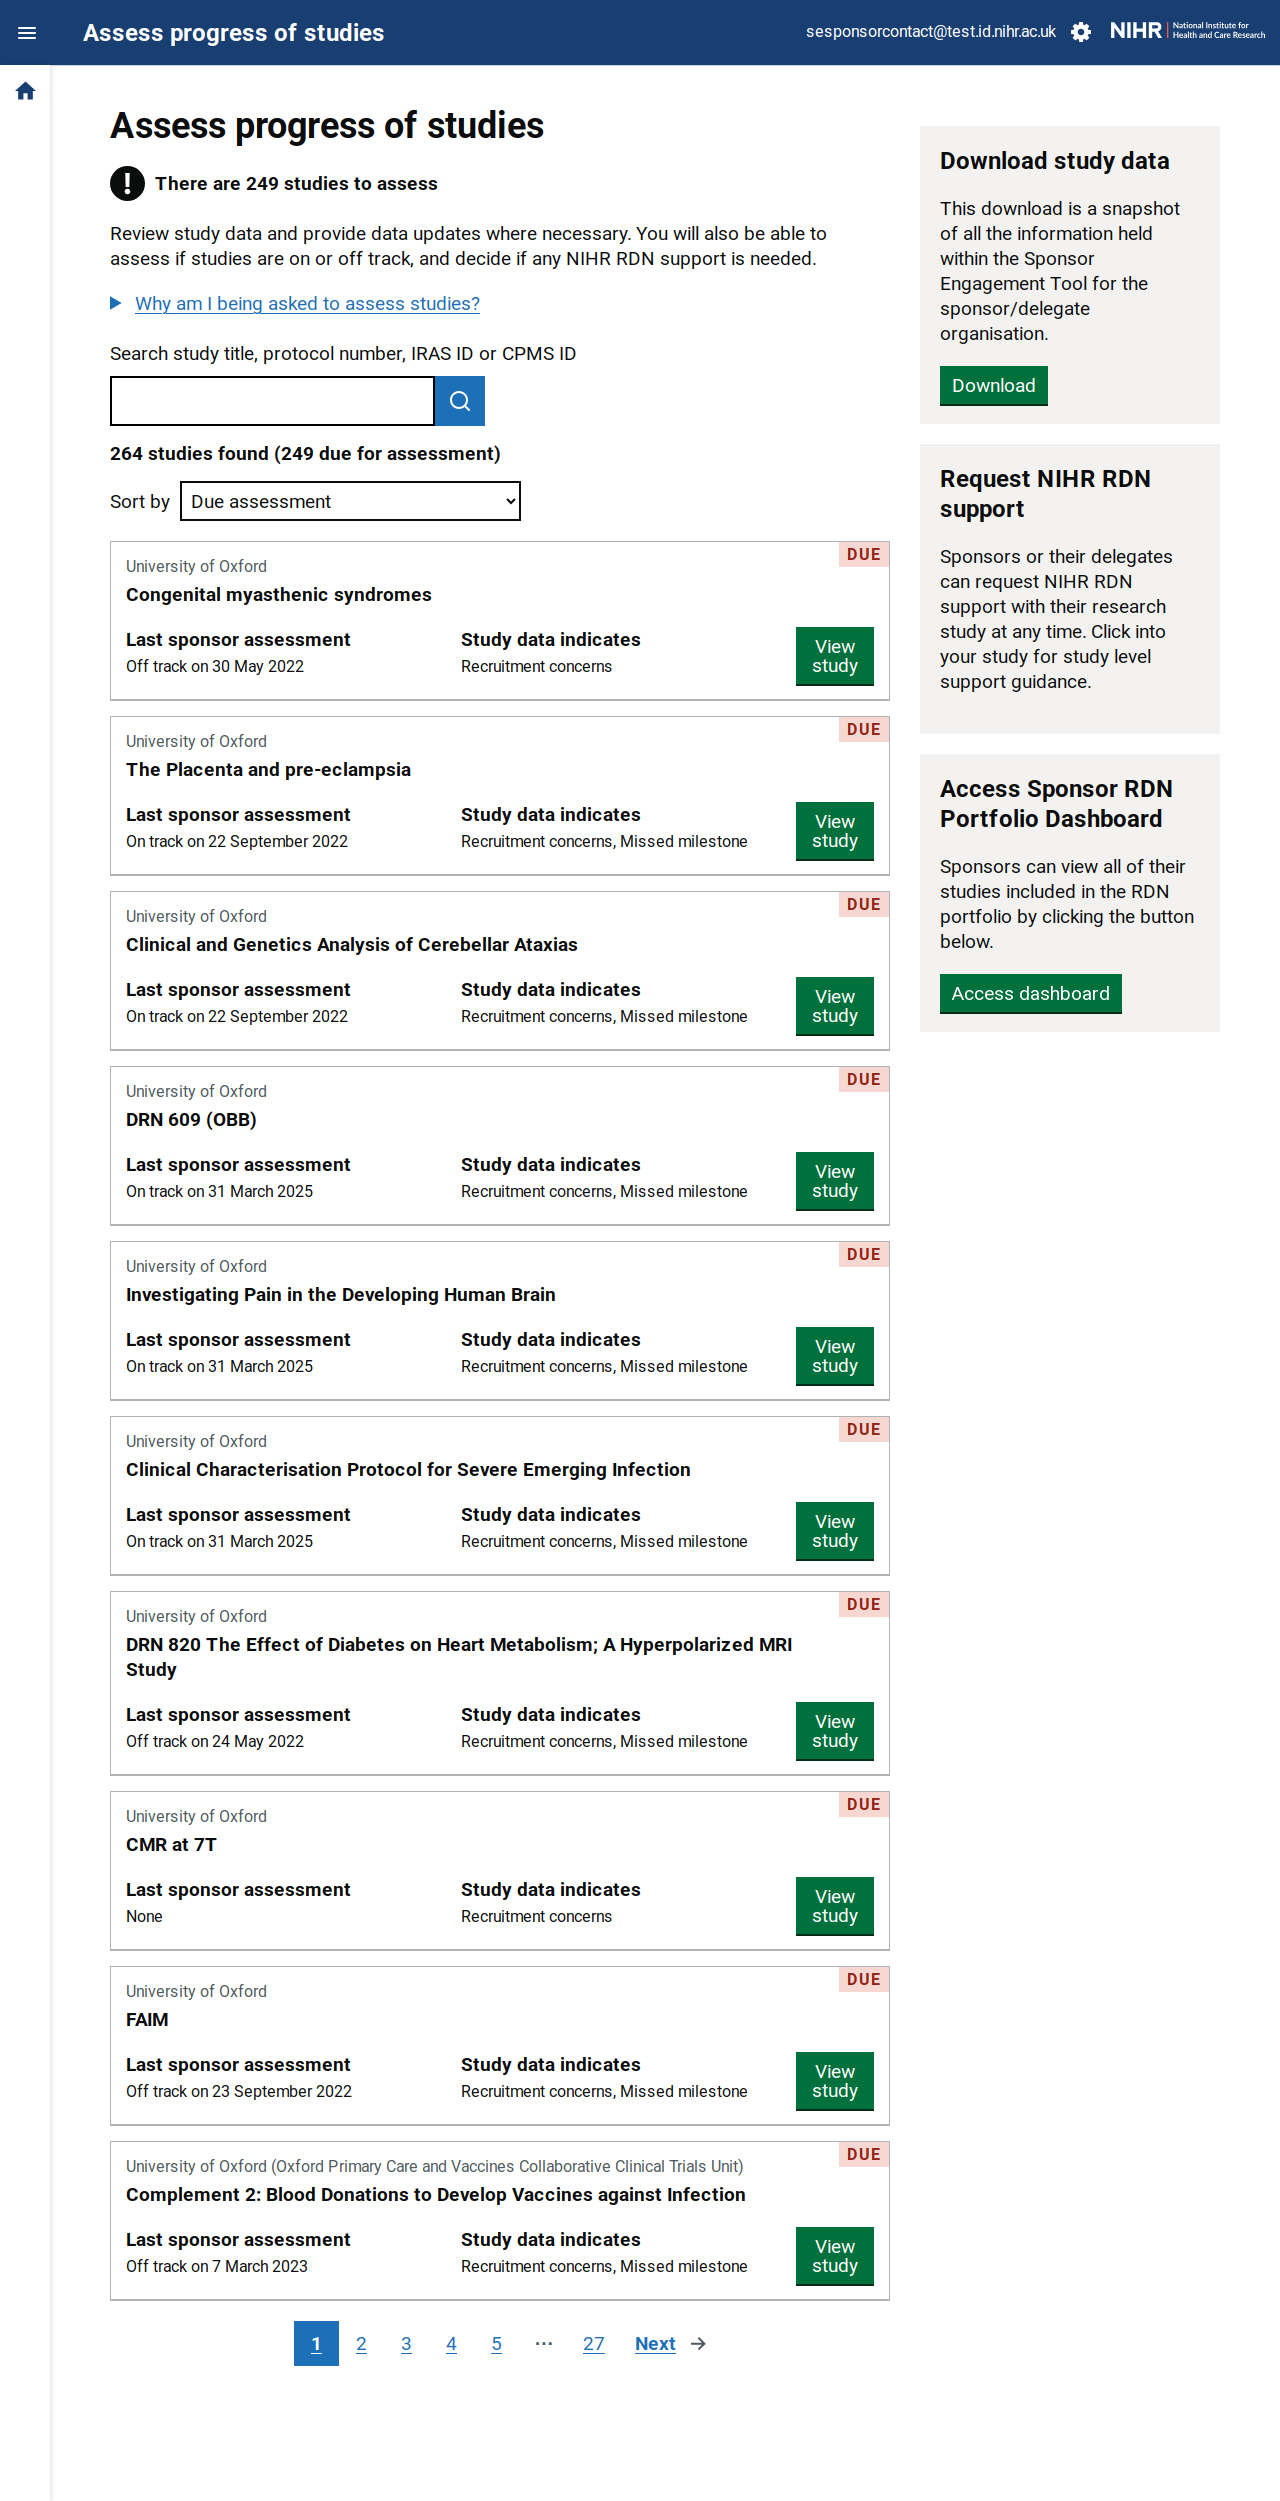 Assess progress of studies
sesponsorcontact@test.id.nihr.ac.uk
NIHR
National Institute for
Health and Care Research
Assess progress of studies
There are 249 studies to assess
Review study data and provide data updates where necessary. You will also be able to
assess if studies are on or off track, and decide if any NIHR RDN support is needed.
Why am I being asked to assess studies?
Search study title, protocol number, IRAS ID or CPMS ID
264 studies found (249 due for assessment)
Sort by
Due assessment
DUE
University of Oxford
Congenital myasthenic syndromes
Last sponsor assessment
Off track on 30 May 2022
Study data indicates
Recruitment concerns
View
study
DUE
University of Oxford
The Placenta and pre-eclampsia
Last sponsor assessment
On track on 22 September 2022
Study data indicates
Recruitment concerns, Missed milestone
View
study
DUE
University of Oxford
Clinical and Genetics Analysis of Cerebellar Ataxias
Last sponsor assessment
On track on 22 September 2022
Study data indicates
Recruitment concerns, Missed milestone
View
study
DUE
University of Oxford
DRN 609 (OBB)
Last sponsor assessment
On track on 31 March 2025
Study data indicates
Recruitment concerns, Missed milestone
View
study
DUE
University of Oxford
Investigating Pain in the Developing Human Brain
Last sponsor assessment
On track on 31 March 2025
Study data indicates
Recruitment concerns, Missed milestone
View
study
DUE
University of Oxford
Clinical Characterisation Protocol for Severe Emerging Infection
Last sponsor assessment
On track on 31 March 2025
Study data indicates
Recruitment concerns, Missed milestone
View
study
DUE
University of Oxford
DRN 820 The Effect of Diabetes on Heart Metabolism; A Hyperpolarized MRI
Study
Last sponsor assessment
Off track on 24 May 2022
Study data indicates
Recruitment concerns, Missed milestone
View
study
DUE
University of Oxford
CMR at 7T
Last sponsor assessment
None
Study data indicates
Recruitment concerns
View
study
DUE
University of Oxford
FAIM
Last sponsor assessment
Off track on 23 September 2022
Study data indicates
Recruitment concerns, Missed milestone
View
study
DUE
University of Oxford (Oxford Primary Care and Vaccines Collaborative Clinical Trials Unit)
Complement 2: Blood Donations to Develop Vaccines against Infection
Last sponsor assessment
Off track on 7 March 2023
Study data indicates
Recruitment concerns, Missed milestone
View
study
1 2 3 4 5 ⋯ 27 Next
Download study data
This download is a snapshot
of all the information held
within the Sponsor
Engagement Tool for the
sponsor/delegate
organisation.
Download
Request NIHR RDN
support
Sponsors or their delegates
can request NIHR RDN
support with their research
study at any time. Click into
your study for study level
support guidance.
Access Sponsor RDN
Portfolio Dashboard
Sponsors can view all of their
studies included in the RDN
portfolio by clicking the button
below.
Access dashboard